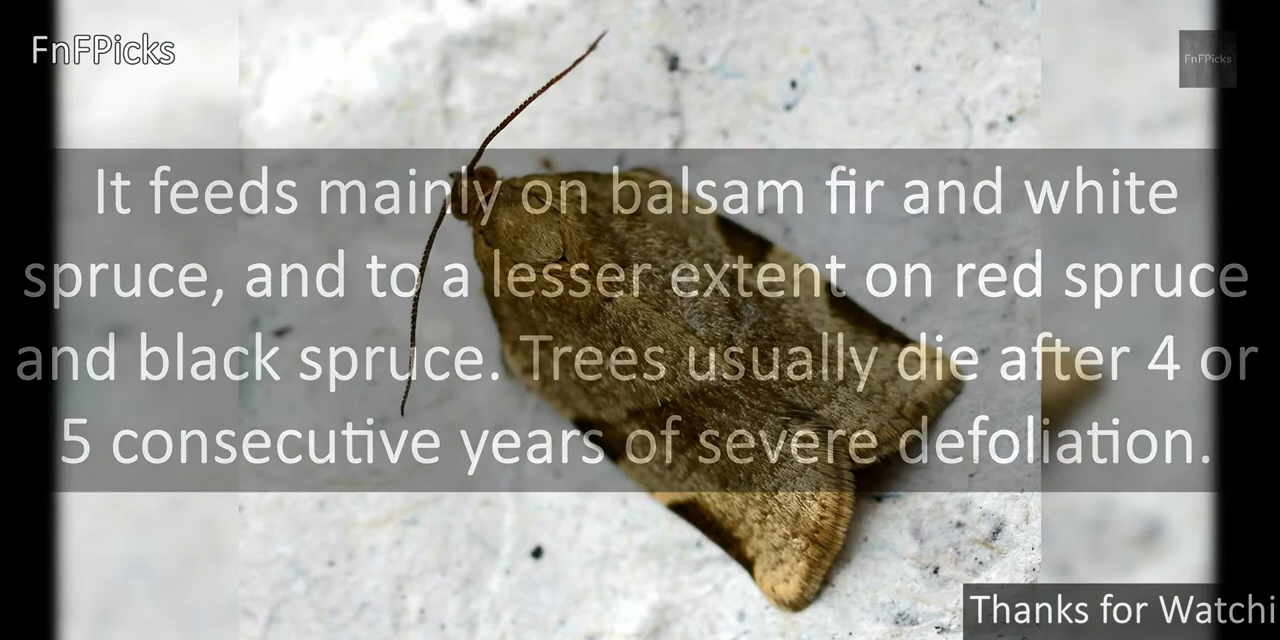 FnFPicks
FnFPicks
It feeds mainly on balsam fir and white
spruce, and to a lesser extent on red spruce
and black spruce. Trees usually die after 4 or
5 consecutive years of severe defoliation.
Thanks for Watchi